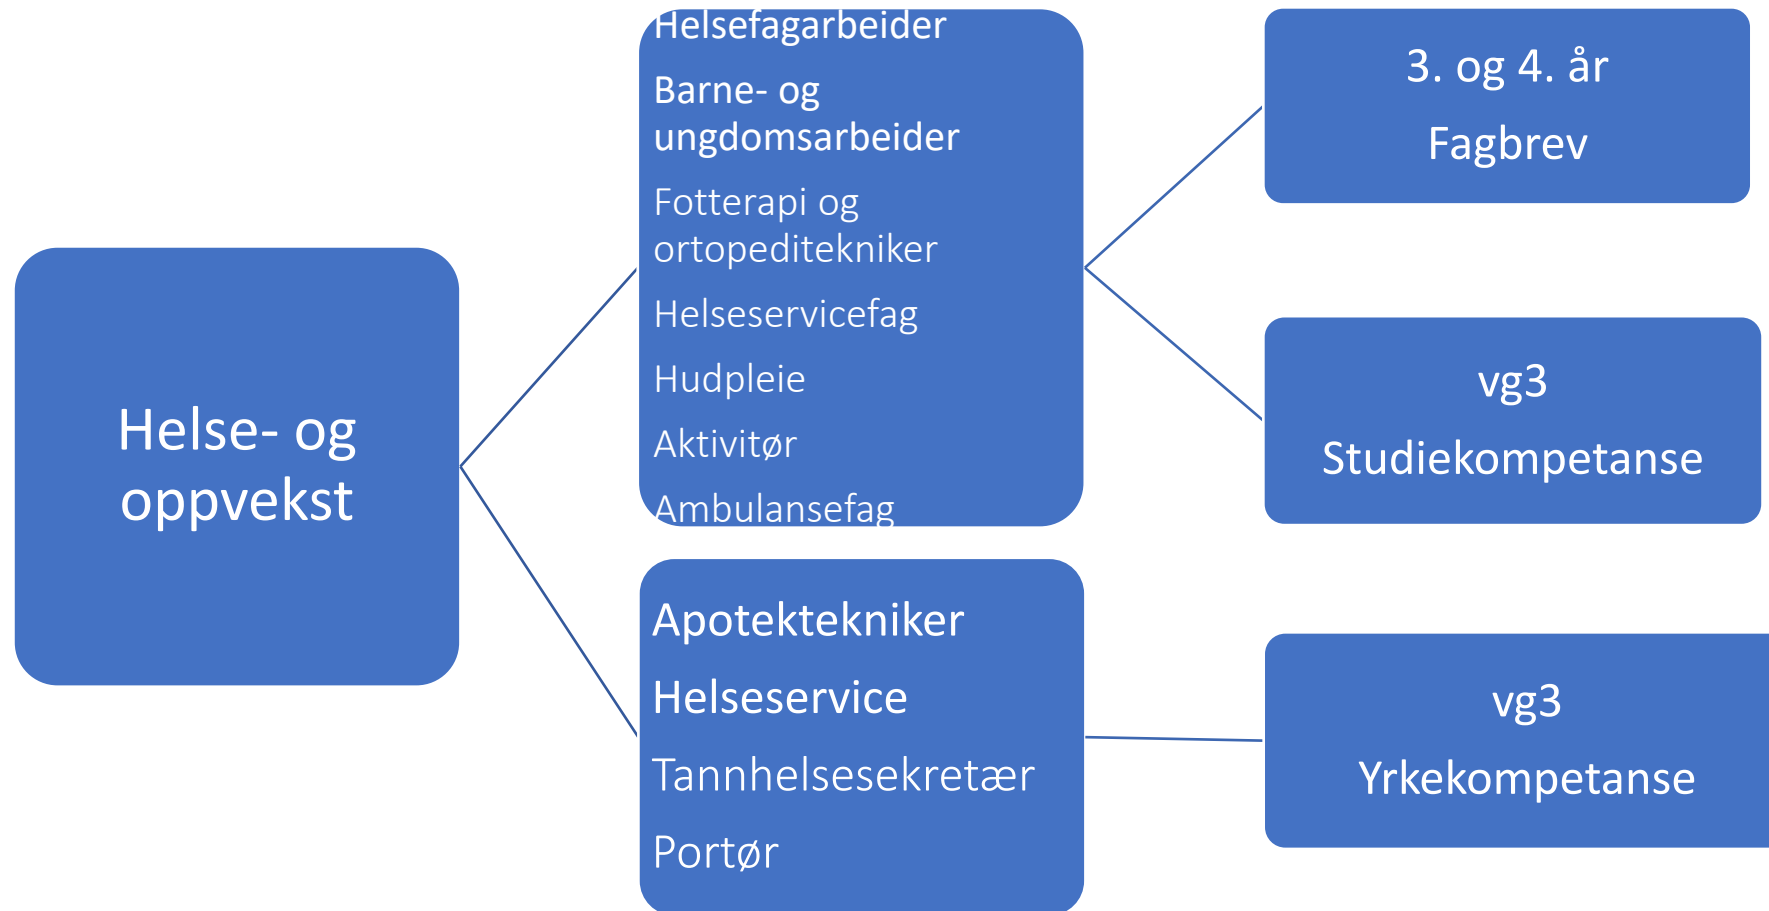 Helse- og
oppvekst
Helsefagarbeider
Barne- og
ungdomsarbeider
Fotterapi og
ortopeditekniker
Helseservicefag
Hudpleie
Aktivitør
Ambulansefag
Apotektekniker
Helseservice
Tannhelsesekretær
Portør
3. og 4. år
Fagbrev
vg3
Studiekompetanse
vg3
Yrkekompetanse